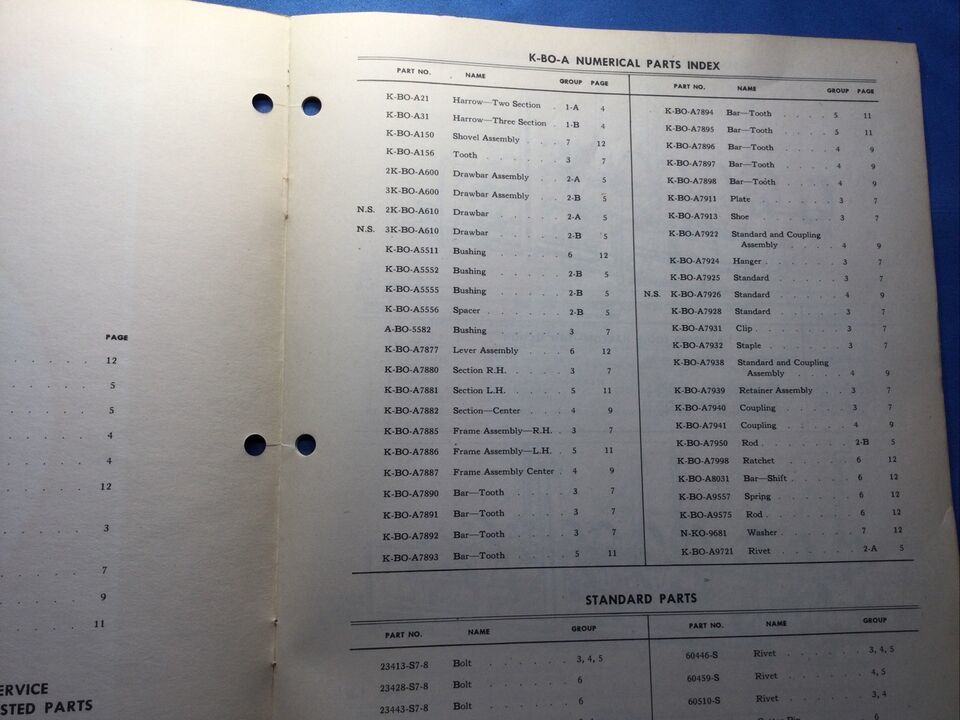 PAGE
12
5
5
4
4
12
3
7
9
11
ERVICE
STED PARTS
K-BO-A NUMERICAL PARTS INDEX
PART NO. NAME GROUP PAGE
K-BO-A21 Harrow—Two Section . 1-A 4
K-BO-A31 Harrow—Three Section . 1-B 4
K-BO-A150 Shovel Assembly . . 7 12
K-BO-A156 Tooth . . . . . . 3 7
2K-BO-A600 Drawbar Assembly . . 2-A 5
3K-BO-A600 Drawbar Assembly . . 2-B 5
N.S. 2K-BO-A610 Drawbar . . . . . 2-A 5
N.S. 3K-BO-A610 Drawbar . . . . . 2-B 5
K-BO-A5511 Bushing . . . . . 6 12
K-BO-A5552 Bushing . . . . . 2-B 5
K-BO-A5555 Bushing . . . . . 2-B 5
K-BO-A5556 Spacer . . . . . . 2-B 5
A-BO-5582 Bushing . . . . . 3 7
K-BO-A7877 Lever Assembly . . . 6 12
K-BO-A7880 Section R.H. . . . . 3 7
K-BO-A7881 Section L.H. . . . . 5 11
K-BO-A7882 Section—Center . . . 4 9
K-BO-A7885 Frame Assembly—R.H. . . 3 7
K-BO-A7886 Frame Assembly—L.H. . . 5 11
K-BO-A7887 Frame Assembly Center . 4 9
K-BO-A7890 Bar—Tooth . . . . 3 7
K-BO-A7891 Bar—Tooth . . . . 3 7
K-BO-A7892 Bar—Tooth . . . . 3 7
K-BO-A7893 Bar—Tooth . . . . 5 11
PART NO. NAME GROUP PAGE
K-BO-A7894 Bar—Tooth . . . . 5 11
K-BO-A7895 Bar—Tooth . . . . 5 11
K-BO-A7896 Bar—Tooth . . . . 4 9
K-BO-A7897 Bar—Tooth . . . . 4 9
K-BO-A7898 Bar—Tooth . . . . 4 9
K-BO-A7911 Plate . . . . . . 3 7
K-BO-A7913 Shoe . . . . . . 3 7
K-BO-A7922 Standard and Coupling
Assembly . . . . 4 9
K-BO-A7924 Hanger . . . . . . 3 7
K-BO-A7925 Standard . . . . . 3 7
N.S. K-BO-A7926 Standard . . . . . 4 9
K-BO-A7928 Standard . . . . . 3 7
K-BO-A7931 Clip . . . . . . . 3 7
K-BO-A7932 Staple . . . . . . 3 7
K-BO-A7938 Standard and Coupling
Assembly . . . . . 4 9
K-BO-A7939 Retainer Assembly . . 3 7
K-BO-A7940 Coupling . . . . . 3 7
K-BO-A7941 Coupling . . . . . 4 9
K-BO-A7950 Rod . . . . . . . 2-B 5
K-BO-A7998 Ratchet . . . . . 6 12
K-BO-A8031 Bar—Shift . . . . . 6 12
K-BO-A9557 Spring . . . . . . 6 12
K-BO-A9575 Rod . . . . . . . 6 12
N-KO-9681 Washer . . . . . . 7 12
K-BO-A9721 Rivet . . . . . . 2-A 5
STANDARD PARTS
PART NO. NAME GROUP
23413-S7-8 Bolt . . . . . . 3, 4, 5
23428-S7-8 Bolt . . . . . . 6
23443-S7-8 Bolt . . . . . . 6
PART NO. NAME GROUP
60446-S Rivet . . . . . . 3, 4, 5
60459-S Rivet . . . . . . 4, 5
60510-S Rivet . . . . . . 3, 4
6